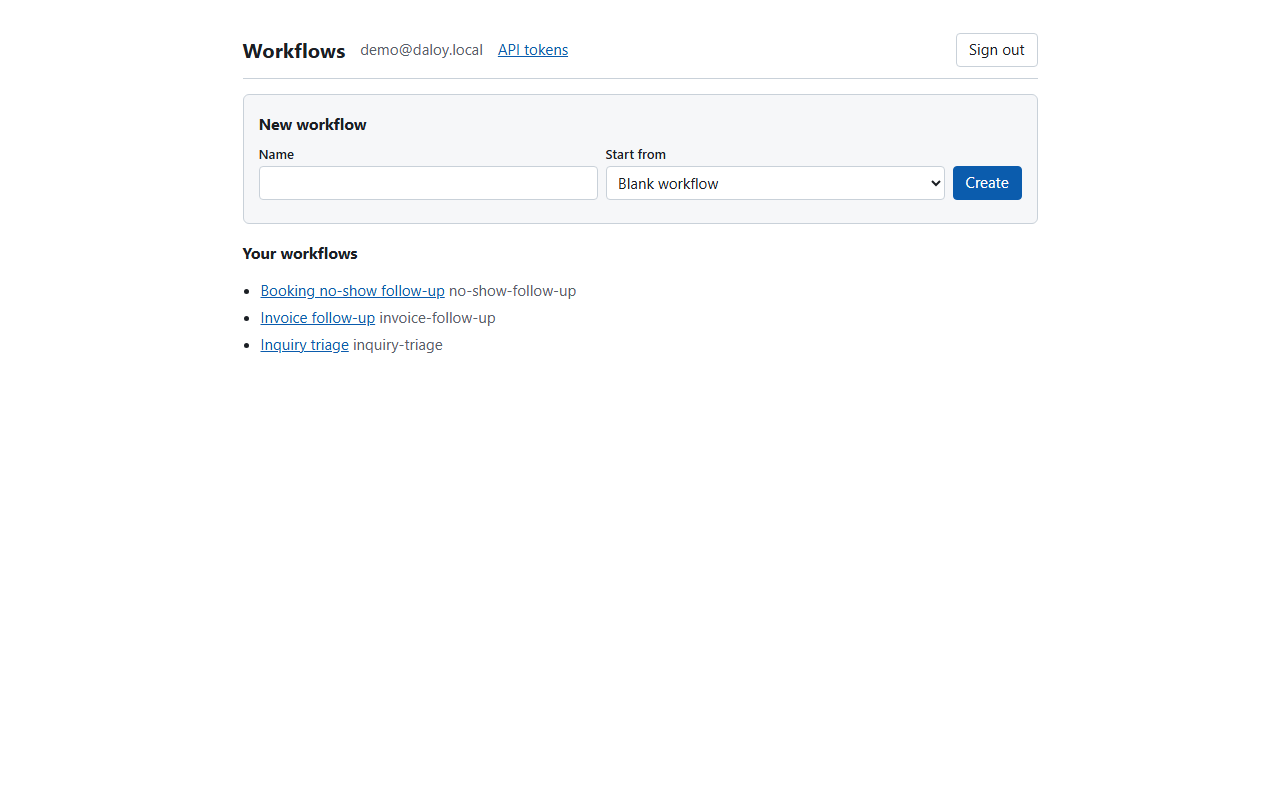 Workflows demo@daloy.local API tokens Sign out
New workflow
Name Start from
Blank workflow Create
Your workflows
Booking no-show follow-up no-show-follow-up
Invoice follow-up invoice-follow-up
Inquiry triage inquiry-triage